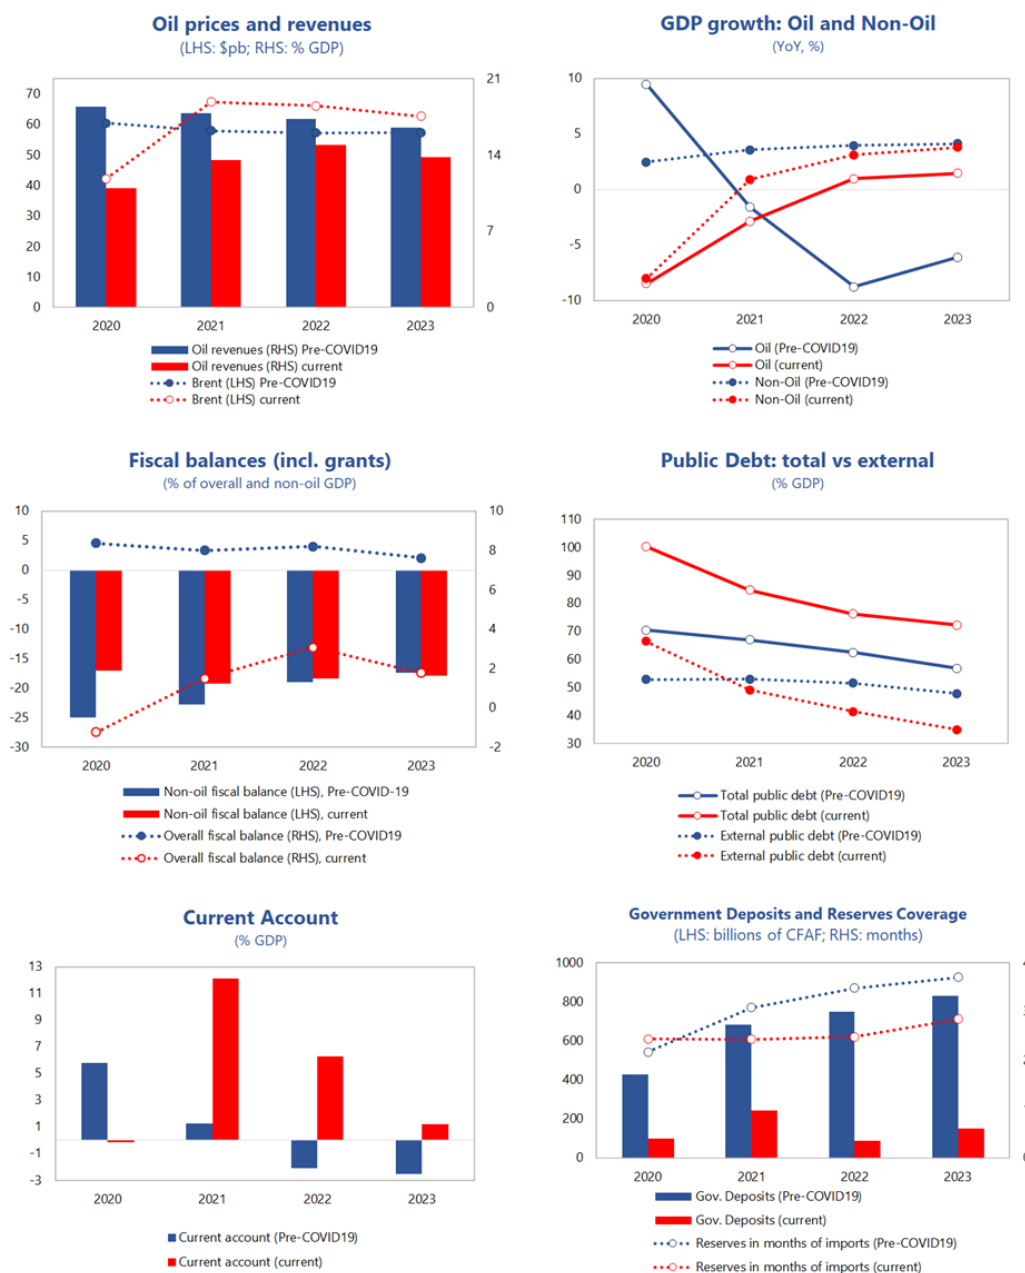 Oil prices and revenues
(LHS: $pb; RHS: % GDP)
70
60
50
40
30
20
10
0
21
14
7
0
2020 2021 2022 2023
Oil revenues (RHS) Pre-COVID19
Oil revenues (RHS) current
Brent (LHS) Pre-COVID19
Brent (LHS) current
GDP growth: Oil and Non-Oil
(YoY, %)
10
5
0
-5
-10
2020 2021 2022 2023
Oil (Pre-COVID19)
Oil (current)
Non-Oil (Pre-COVID19)
Non-Oil (current)
Fiscal balances (incl. grants)
(% of overall and non-oil GDP)
10
5
0
-5
-10
-15
-20
-25
-30
10
8
6
4
2
0
-2
2020 2021 2022 2023
Non-oil fiscal balance (LHS), Pre-COVID-19
Non-oil fiscal balance (LHS), current
Overall fiscal balance (RHS), Pre-COVID19
Overall fiscal balance (RHS), current
Public Debt: total vs external
(% GDP)
110
100
90
80
70
60
50
40
30
2020 2021 2022 2023
Total public debt (Pre-COVID19)
Total public debt (current)
External public debt (Pre-COVID19)
External public debt (current)
Current Account
(% GDP)
13
11
9
7
5
3
1
-1
-3
2020 2021 2022 2023
Current account (Pre-COVID19)
Current account (current)
Government Deposits and Reserves Coverage
(LHS: billions of CFAF; RHS: months)
1000
800
600
400
200
0
2020 2021 2022 2023
Gov. Deposits (Pre-COVID19)
Gov. Deposits (current)
Reserves in months of imports (Pre-COVID19)
Reserves in months of imports (current)